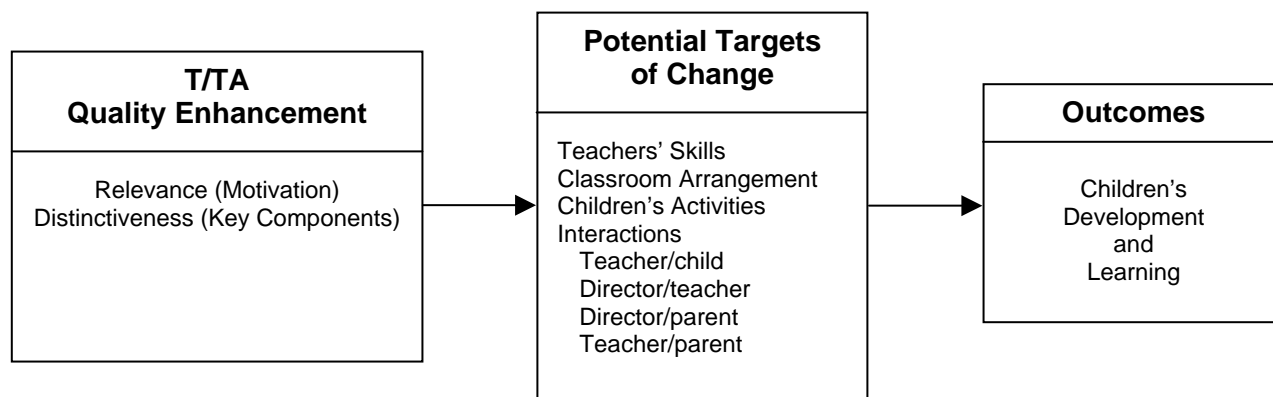 T/TA
Quality Enhancement
Relevance (Motivation)
Distinctiveness (Key Components)
Potential Targets
of Change
Teachers’ Skills
Classroom Arrangement
Children’s Activities
Interactions
Teacher/child
Director/teacher
Director/parent
Teacher/parent
Outcomes
Children’s
Development
and
Learning